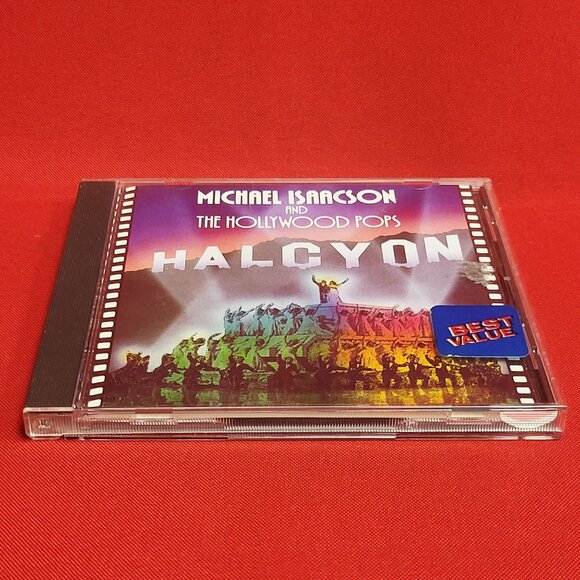 MICHAEL ISAACSON
AND
THE HOLLYWOOD POPS
HALCYON
BEST
VALUE